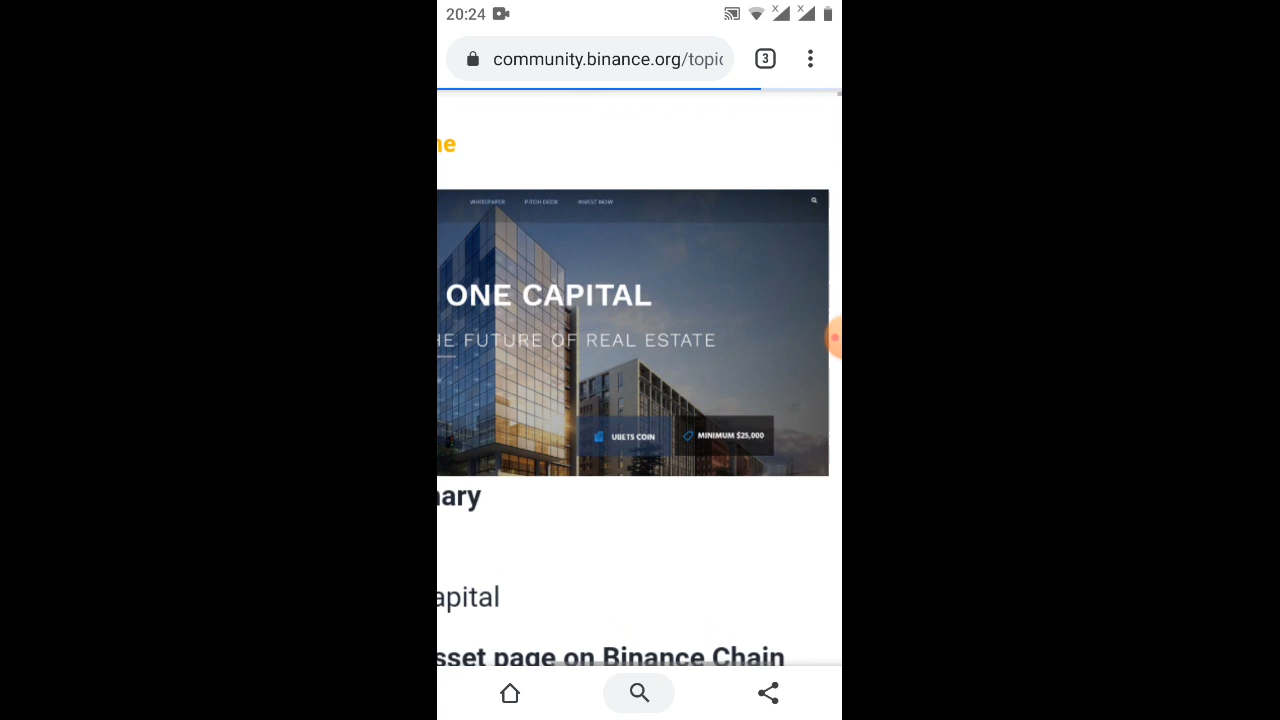 20:24
community.binance.org/topic
3
ne
WHITEPAPER PITCH DECK INVEST NOW
ONE CAPITAL
HE FUTURE OF REAL ESTATE
UBETS COIN MINIMUM $25,000
nary
apital
sset page on Binance Chain